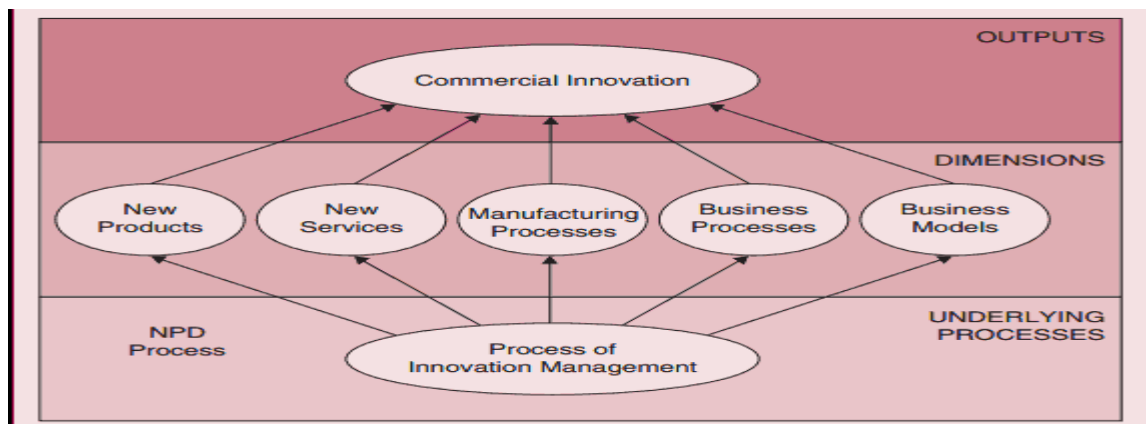 OUTPUTS
Commercial Innovation
DIMENSIONS
New
Products
New
Services
Manufacturing
Processes
Business
Processes
Business
Models
UNDERLYING
PROCESSES
NPD
Process
Process of
Innovation Management